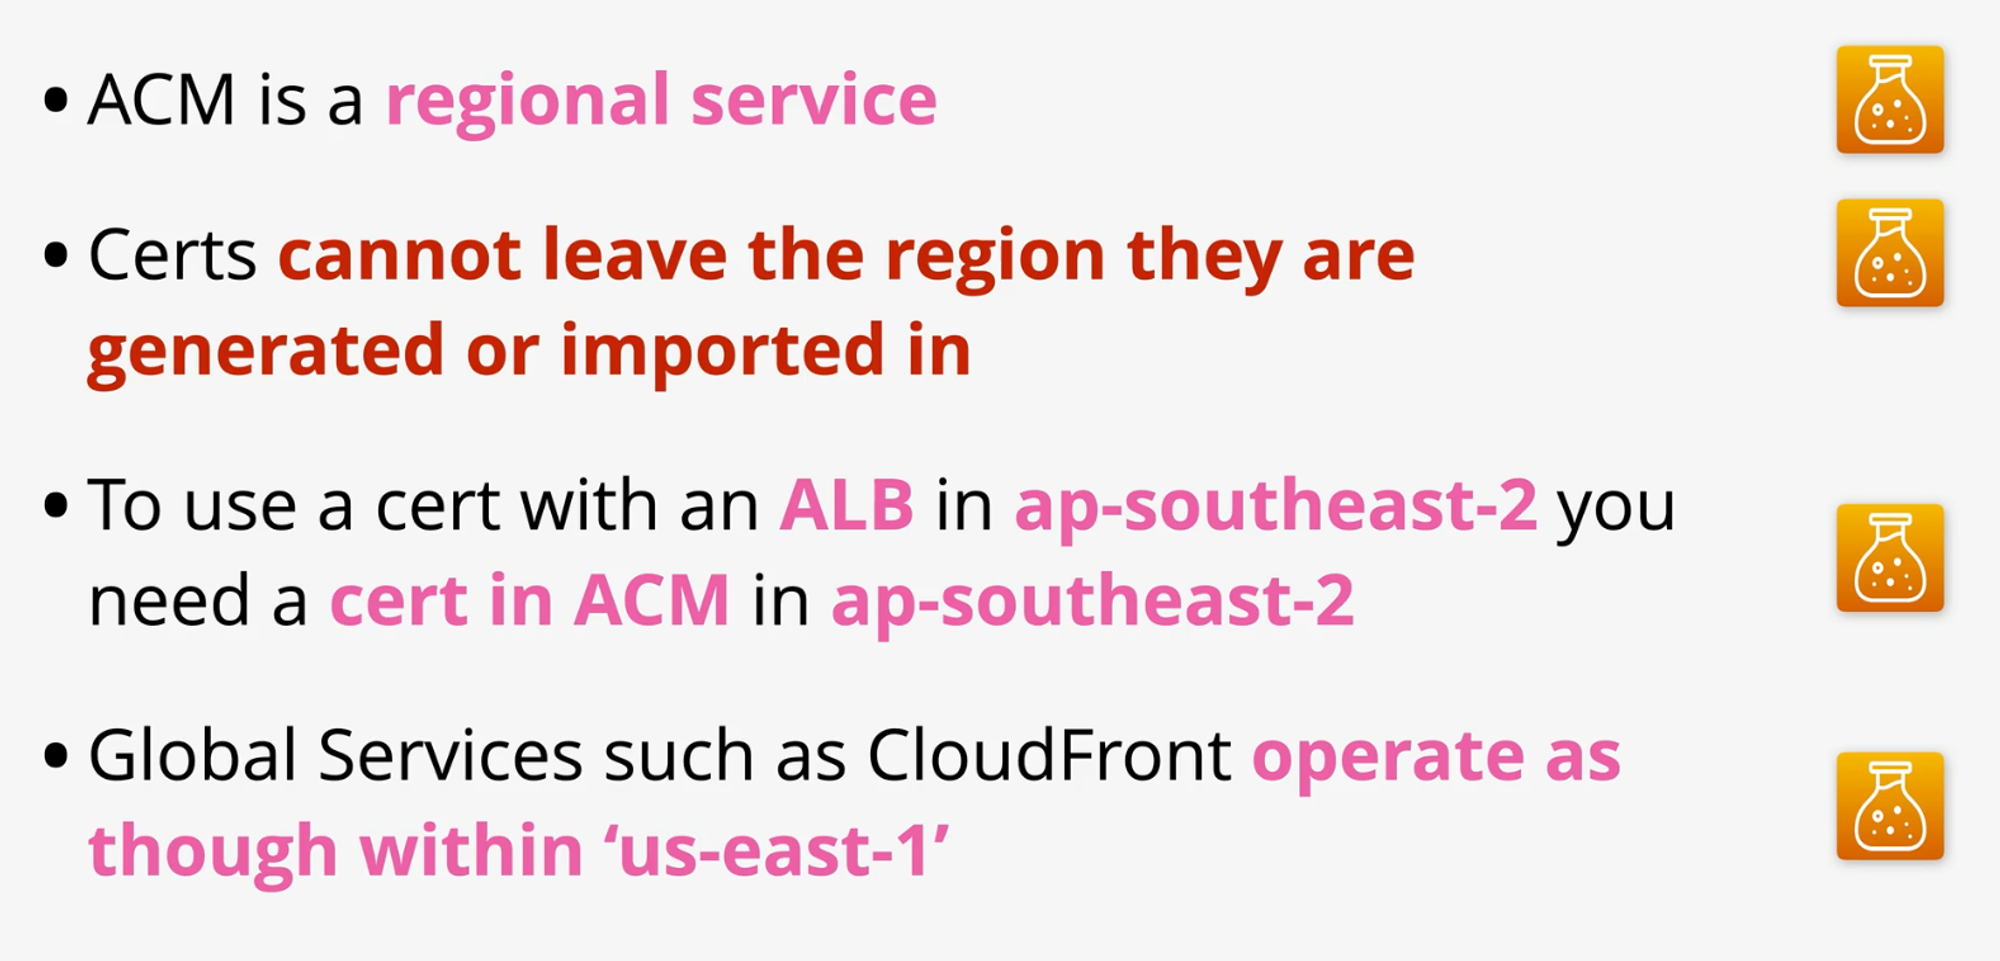 • ACM is a regional service
• Certs cannot leave the region they are
generated or imported in
• To use a cert with an ALB in ap-southeast-2 you
need a cert in ACM in ap-southeast-2
• Global Services such as CloudFront operate as
though within ‘us-east-1’